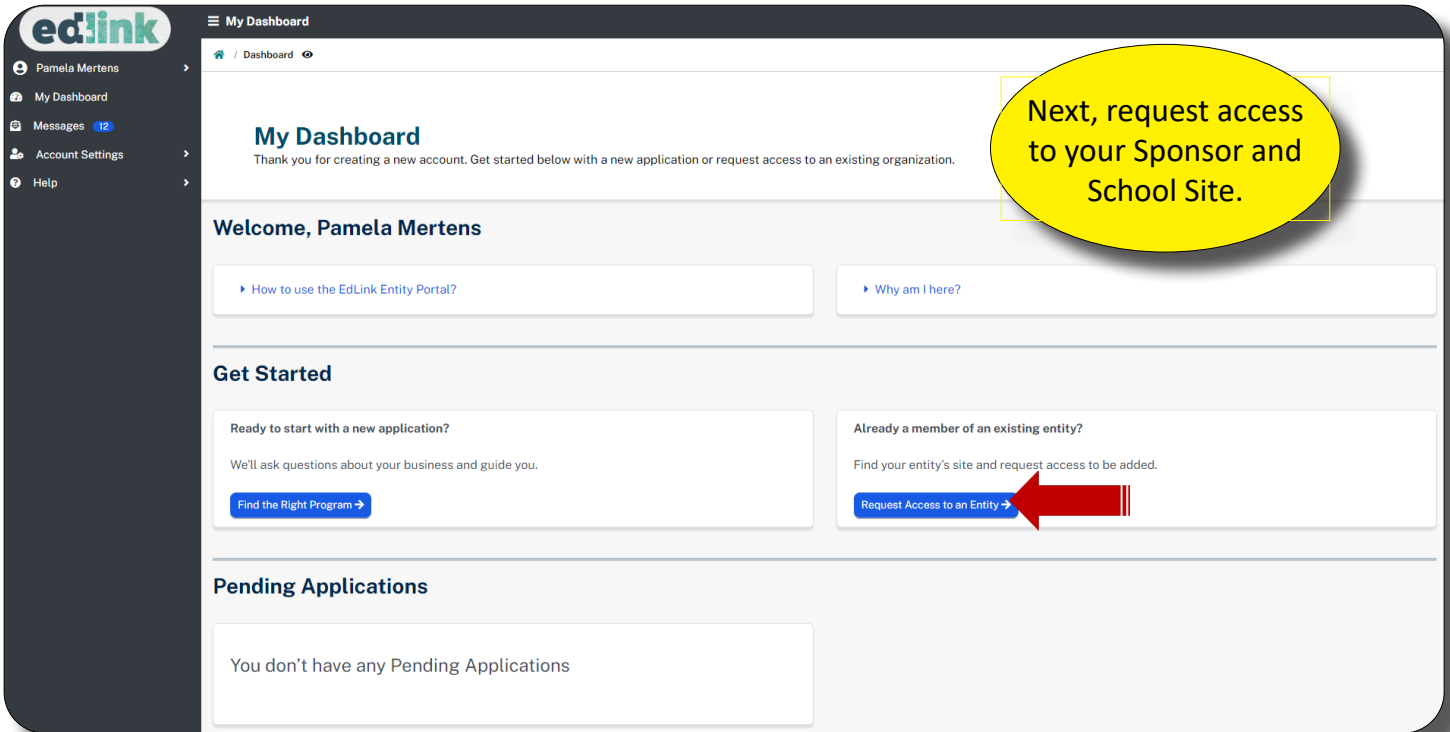 ed:link
My Dashboard
Pamela Mertens
My Dashboard
Messages 12
Account Settings
Help
/ Dashboard
My Dashboard
Thank you for creating a new account. Get started below with a new application or request access to an existing organization.
Next, request access
to your Sponsor and
School Site.
Welcome, Pamela Mertens
How to use the EdLink Entity Portal?
Why am I here?
Get Started
Ready to start with a new application?
We'll ask questions about your business and guide you.
Find the Right Program
Already a member of an existing entity?
Find your entity's site and request access to be added.
Request Access to an Entity
Pending Applications
You don't have any Pending Applications